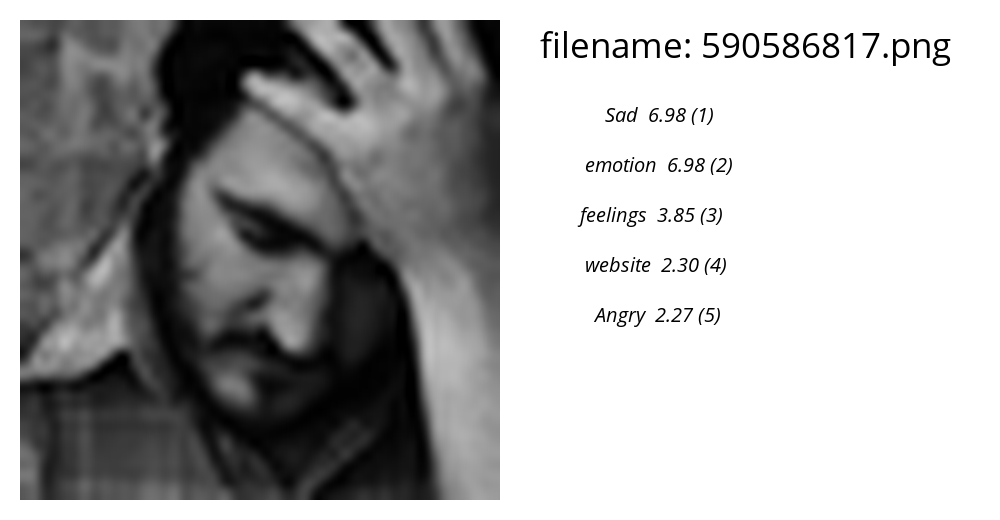 filename: 590586817.png
Sad 6.98 (1)
emotion 6.98 (2)
feelings 3.85 (3)
website 2.30 (4)
Angry 2.27 (5)